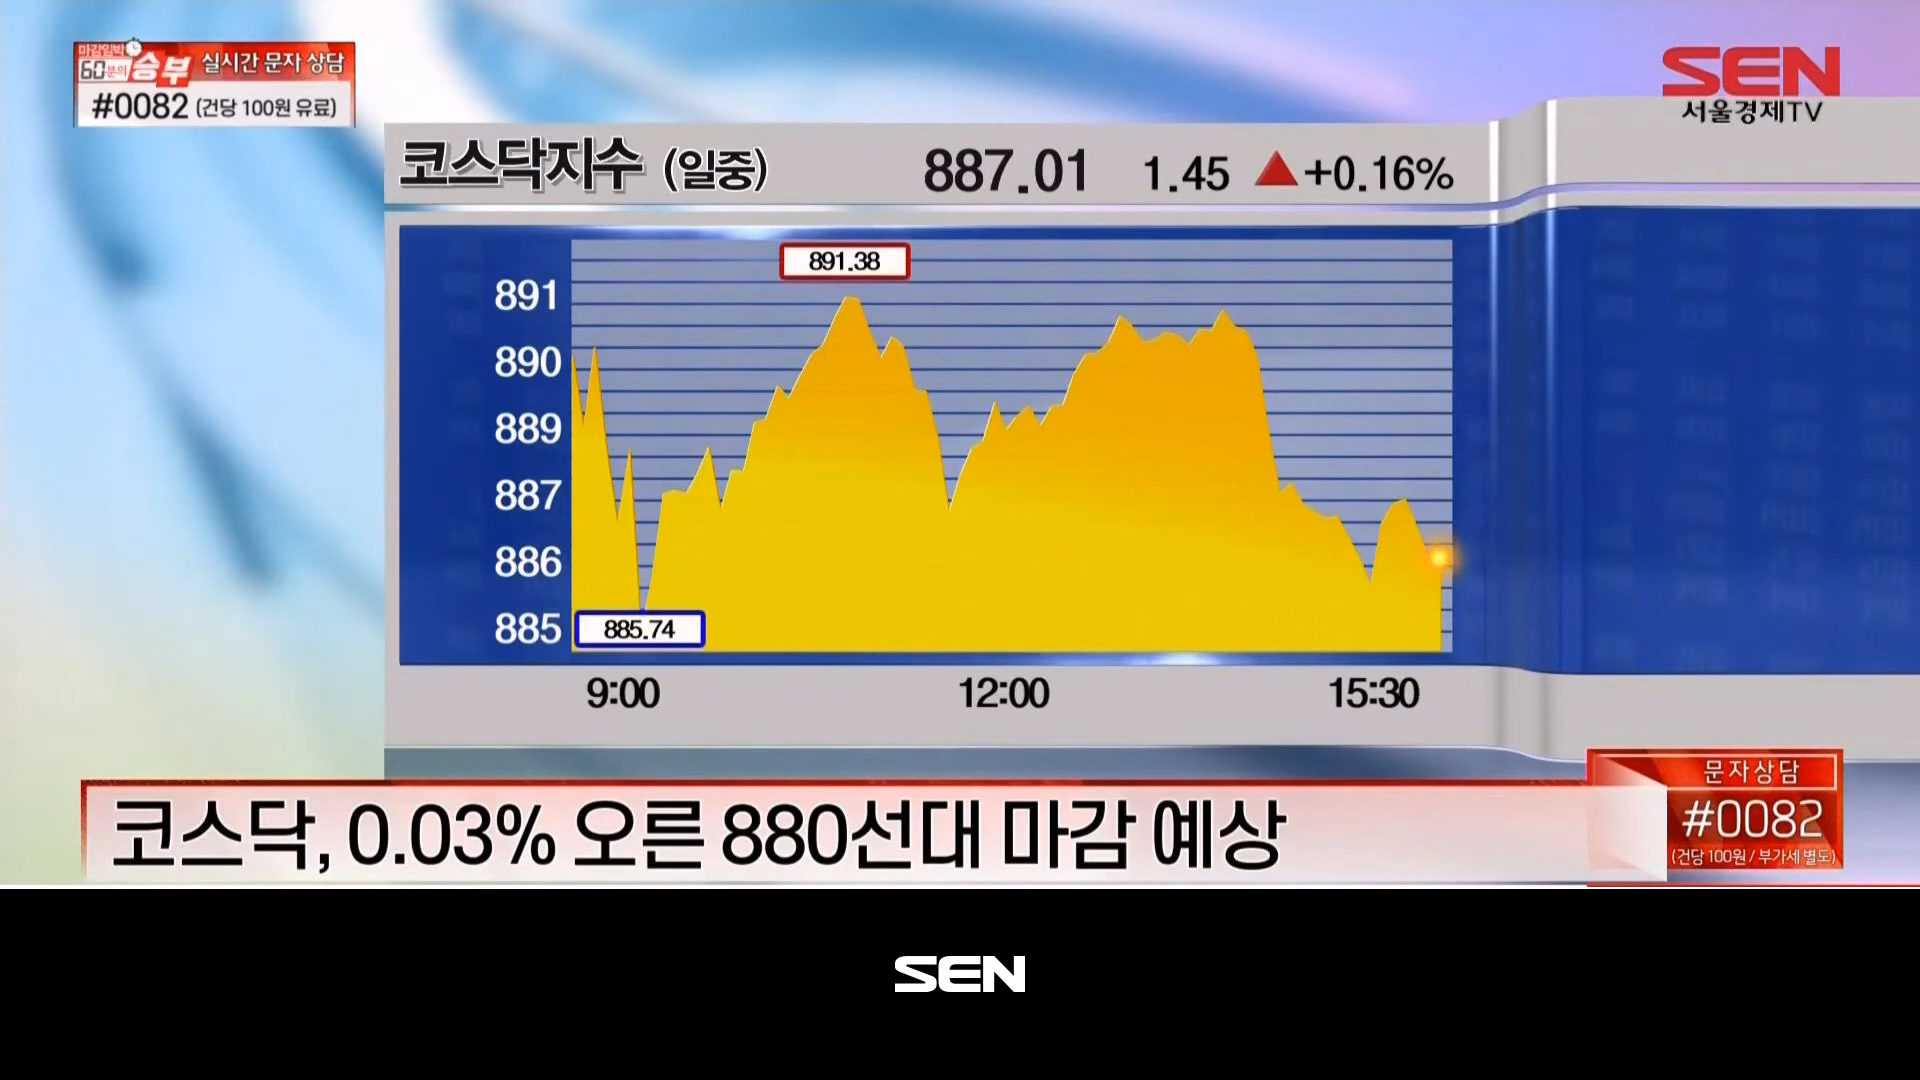 마감임박
60분의 승부 실시간 문자 상담
#0082 (건당 100원 유료)
SEN
서울경제TV
코스닥지수 (일중) 887.01 1.45 ▲+0.16%
891.38
891
890
889
887
886
885
885.74
9:00 12:00 15:30
코스닥, 0.03% 오른 880선대 마감 예상
문자상담
#0082
(건당 100원 / 부가세 별도)
SEN